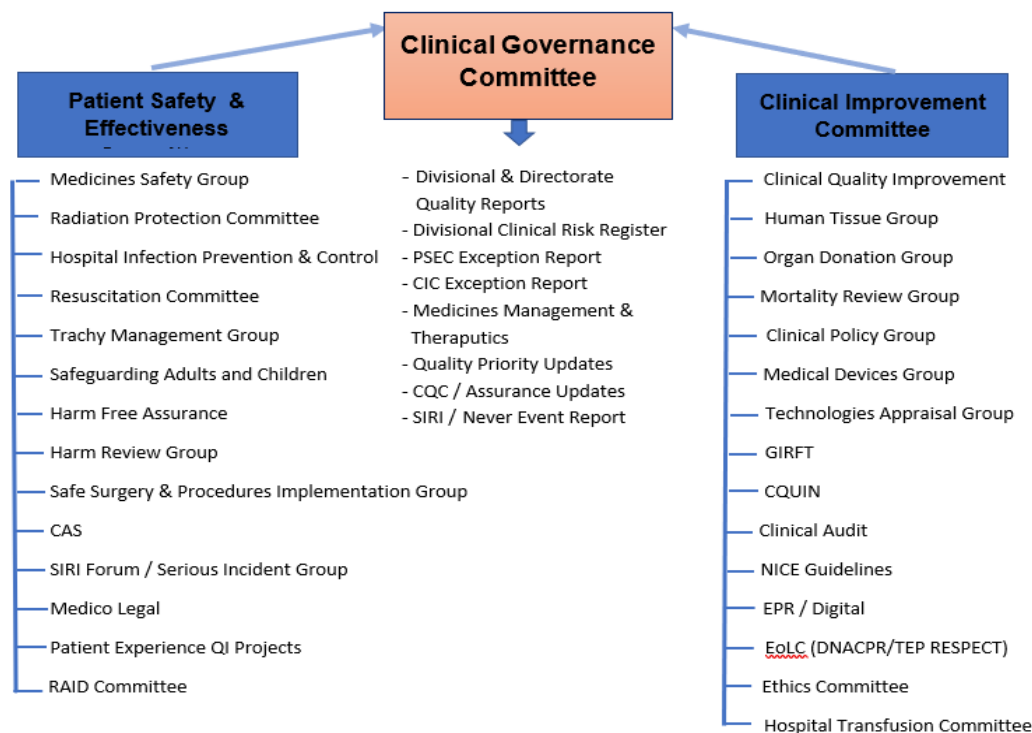 Clinical Governance
Committee
Patient Safety & 
Effectiveness
Medicines Safety Group
Radiation Protection Committee
Hospital Infection Prevention & Control
Resuscitation Committee
Trachy Management Group
Safeguarding Adults and Children
Harm Free Assurance
Harm Review Group
Safe Surgery & Procedures Implementation Group
CAS
SIRI Forum / Serious Incident Group
Medico Legal
Patient Experience QI Projects
RAID Committee
- Divisional & Directorate
Quality Reports
- Divisional Clinical Risk Register
- PSEC Exception Report
- CIC Exception Report
- Medicines Management &
Theraputics
- Quality Priority Updates
- CQC / Assurance Updates
- SIRI / Never Event Report
Clinical Improvement
Committee
Clinical Quality Improvement
Human Tissue Group
Organ Donation Group
Mortality Review Group
Clinical Policy Group
Medical Devices Group
Technologies Appraisal Group
GIRFT
CQUIN
Clinical Audit
NICE Guidelines
EPR / Digital
EoLC (DNACPR/TEP RESPECT)
Ethics Committee
Hospital Transfusion Committee